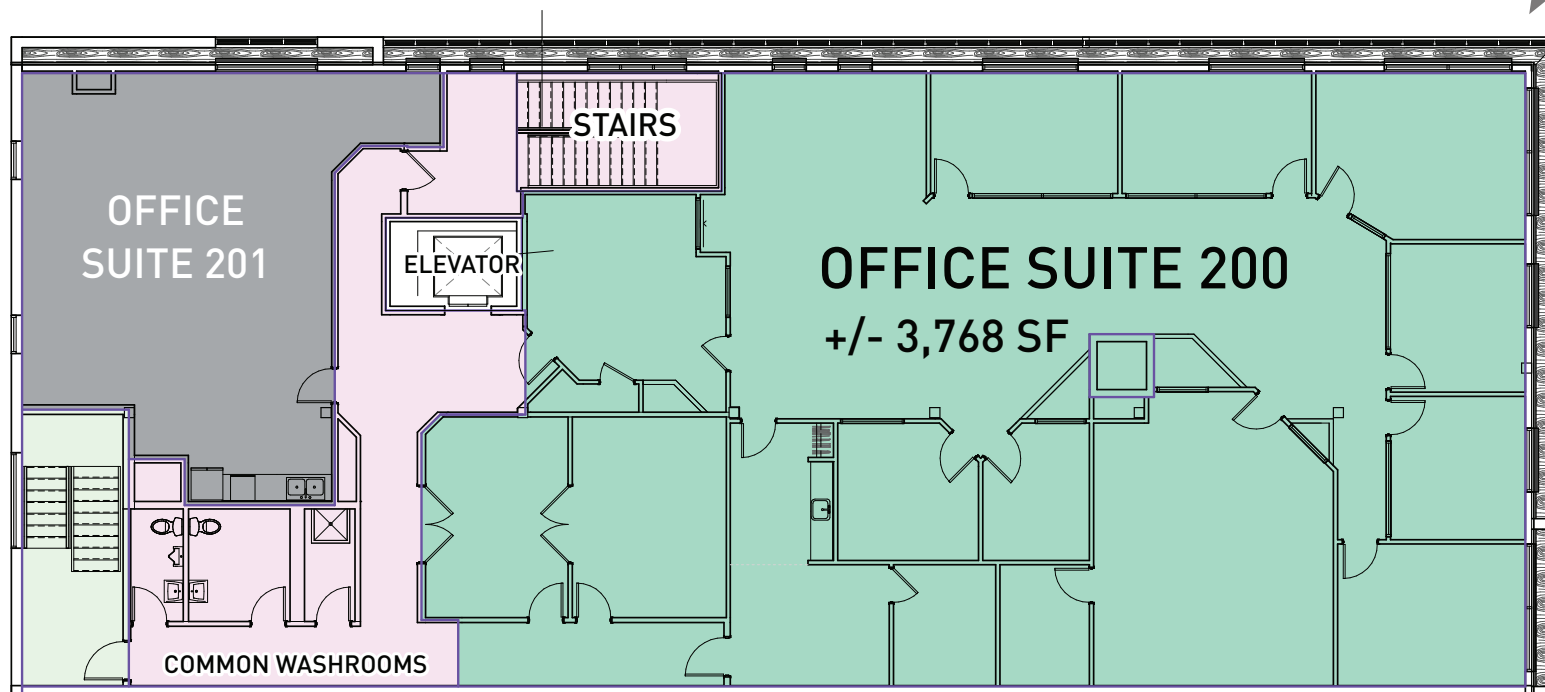 STAIRS
OFFICE
SUITE 201
ELEVATOR
OFFICE SUITE 200
+/- 3,768 SF
COMMON WASHROOMS